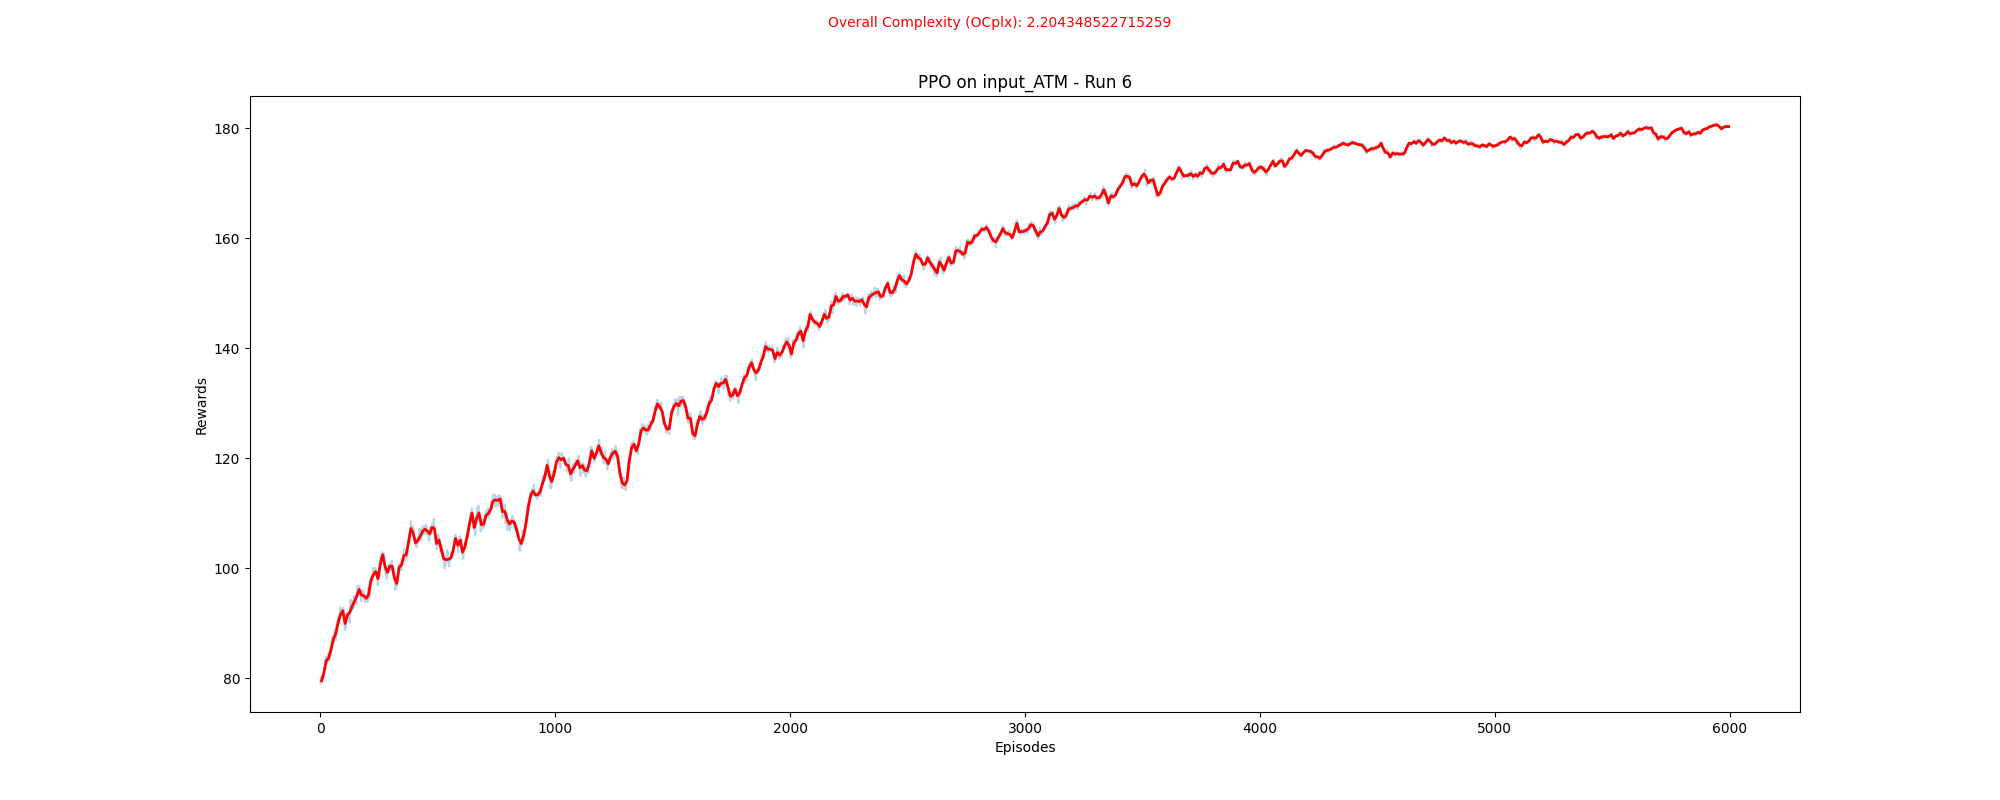 Overall Complexity (OCplx): 2.204348522715259
PPO on input_ATM - Run 6
180
160
140
120
100
80
Rewards
0 1000 2000 3000 4000 5000 6000
Episodes